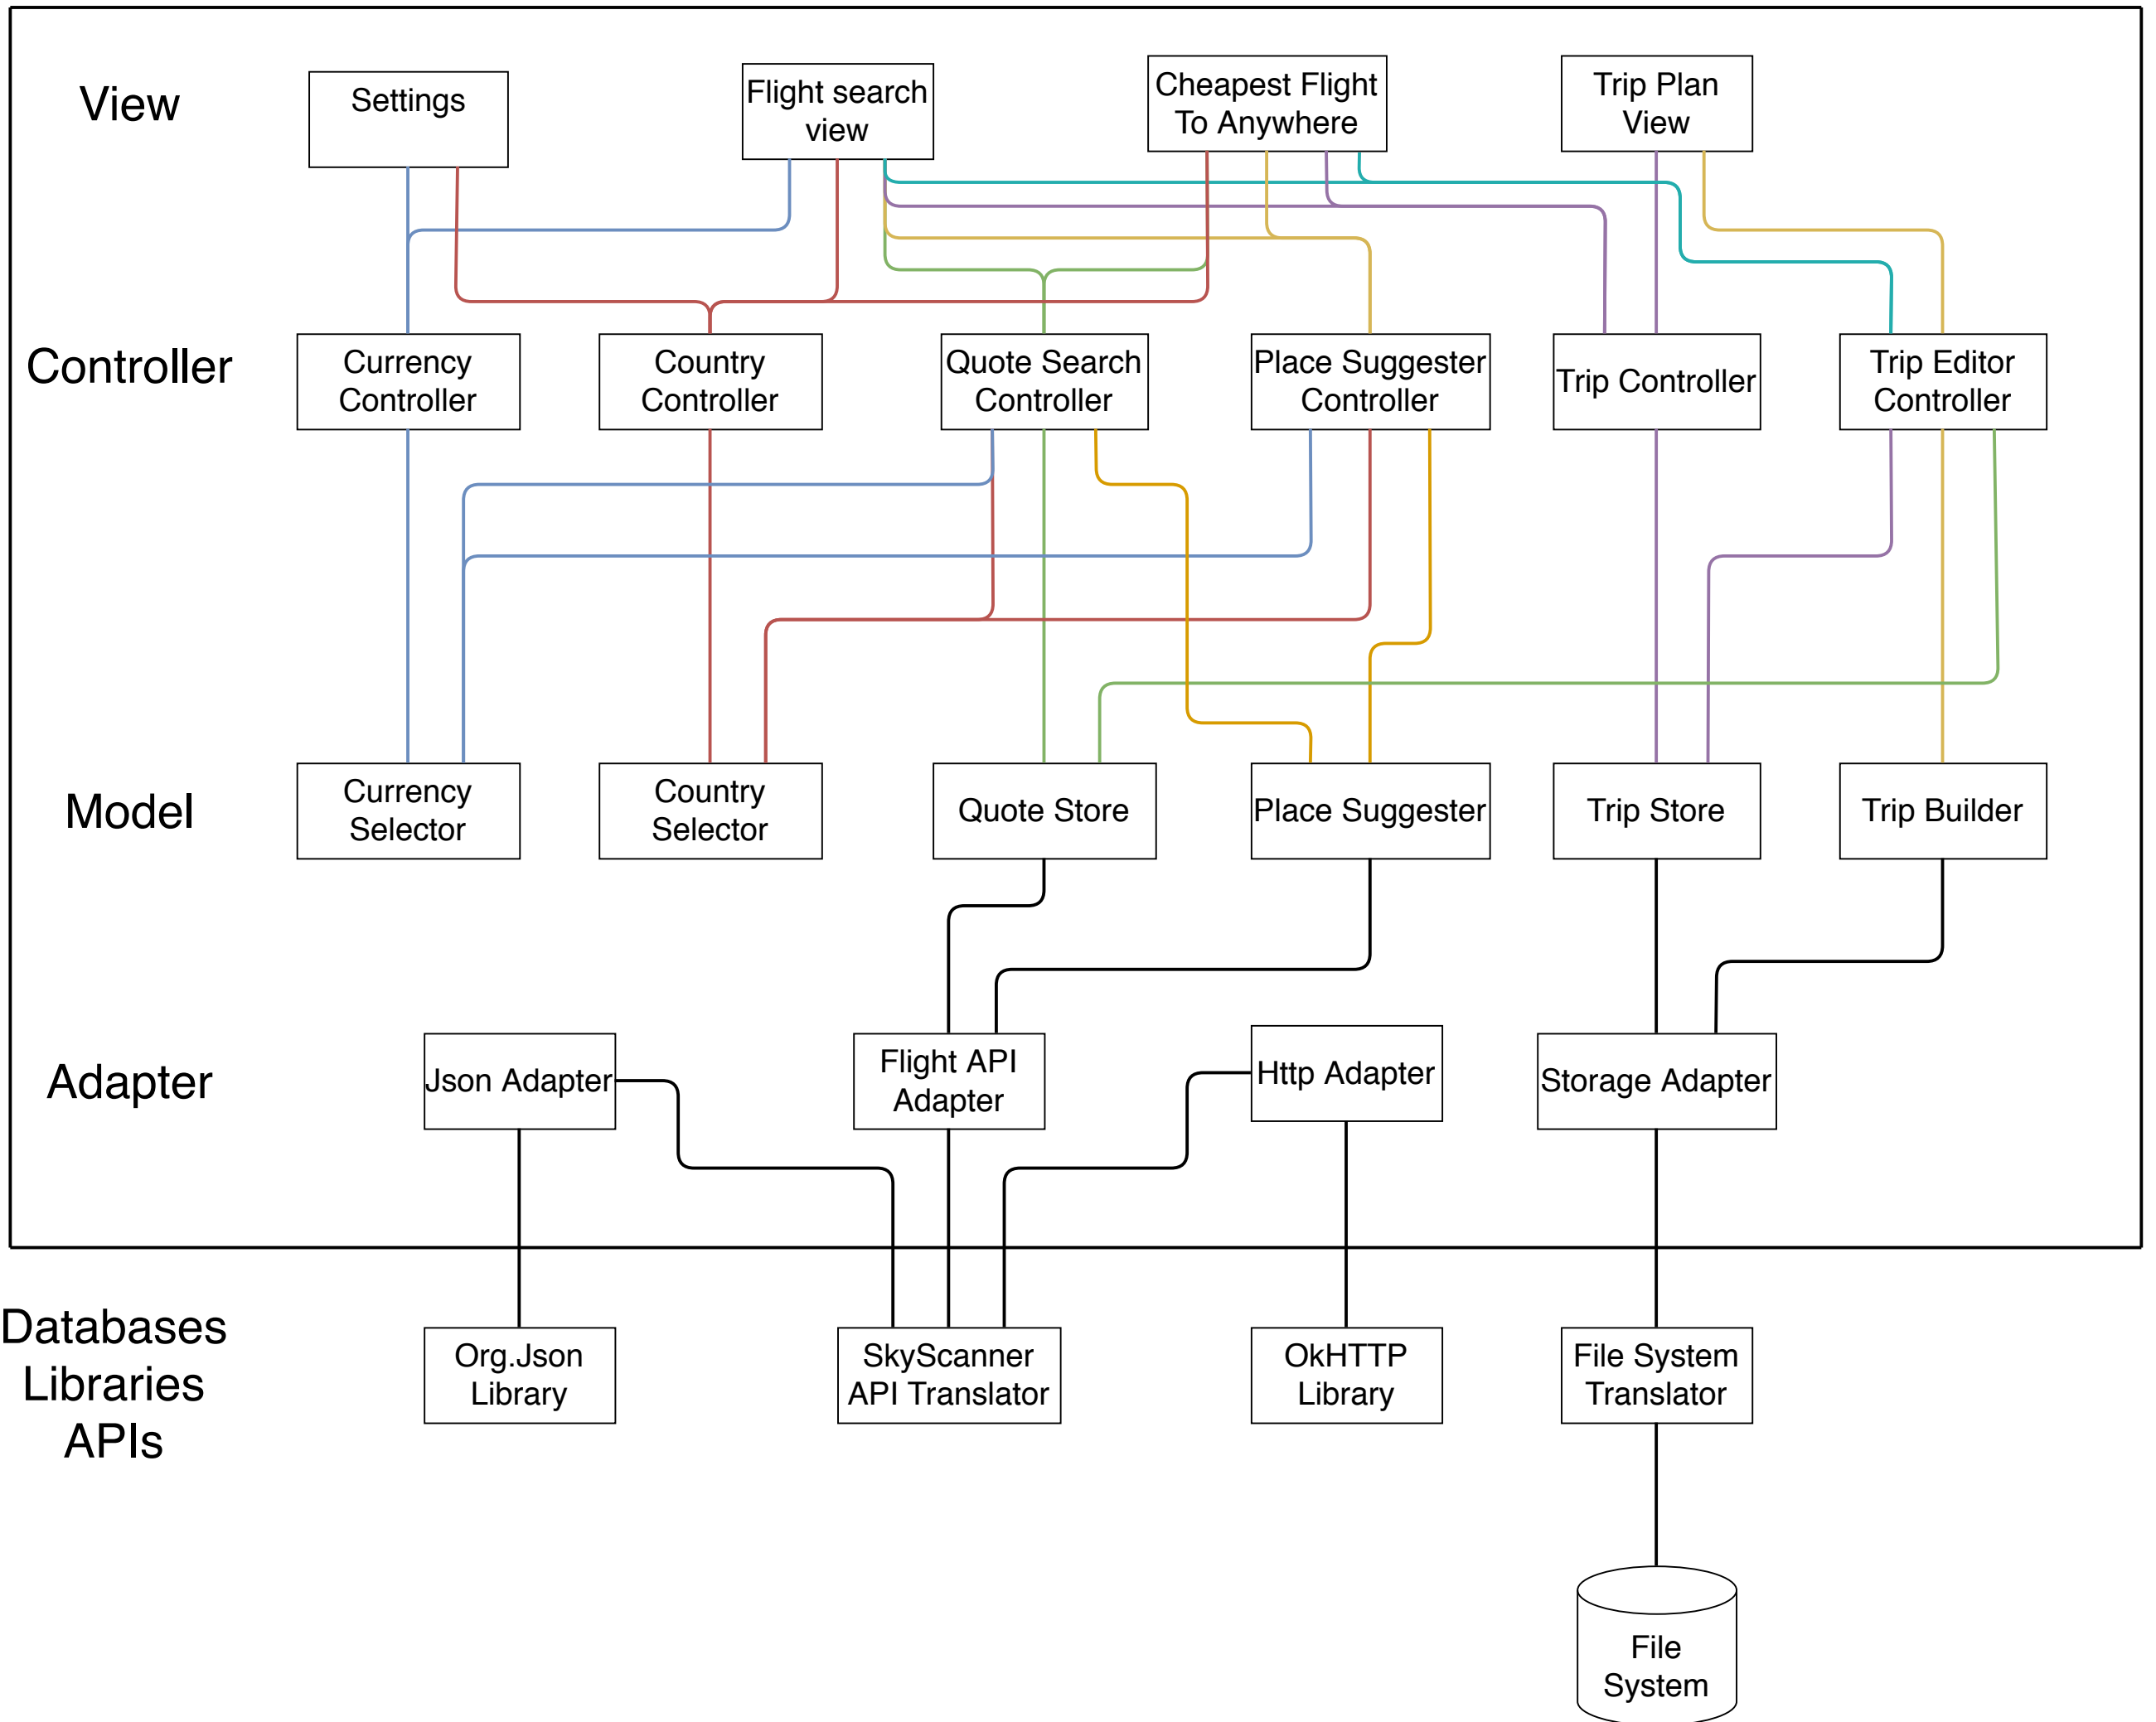 View
Settings
Flight search
view
Cheapest Flight
To Anywhere
Trip Plan
View
Controller
Currency
Controller
Country
Controller
Quote Search
Controller
Place Suggester
Controller
Trip Controller
Trip Editor
Controller
Model
Currency
Selector
Country
Selector
Quote Store
Place Suggester
Trip Store
Trip Builder
Adapter
Json Adapter
Flight API
Adapter
Http Adapter
Storage Adapter
Databases
Libraries
APIs
Org.Json
Library
SkyScanner
API Translator
OkHTTP
Library
File System
Translator
File
System